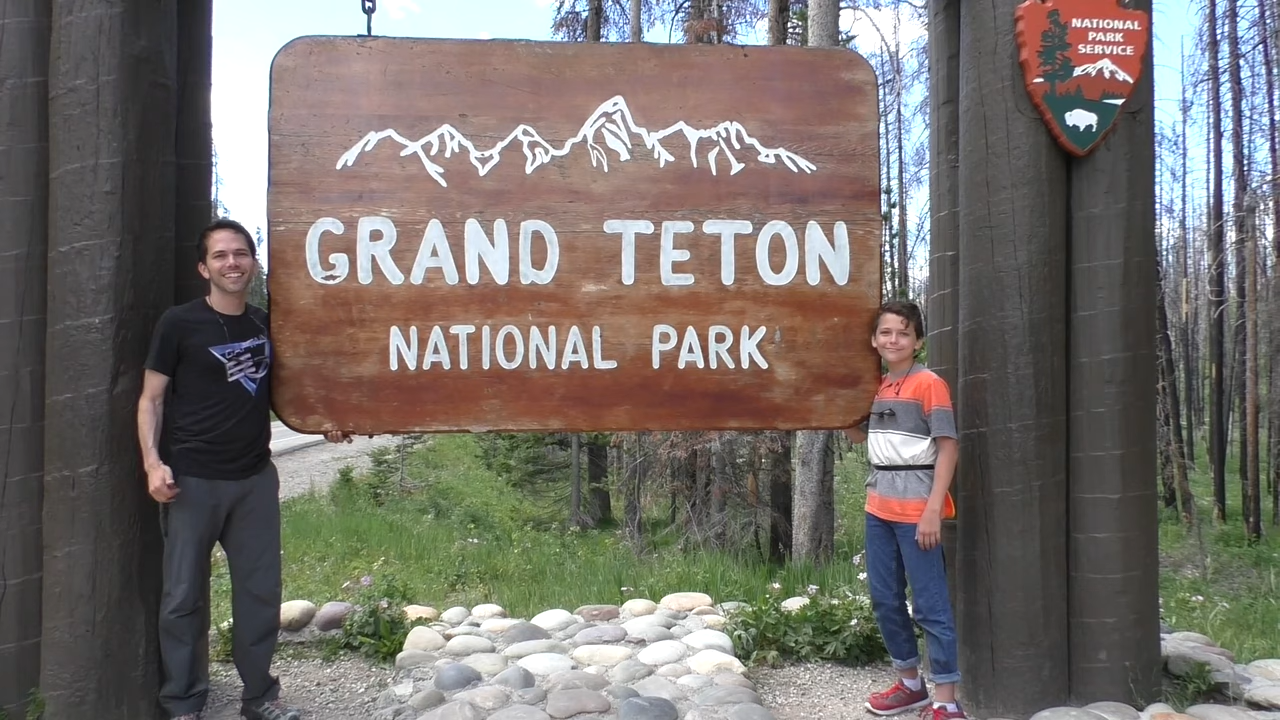 NATIONAL
PARK
SERVICE
GRAND TETON
NATIONAL PARK